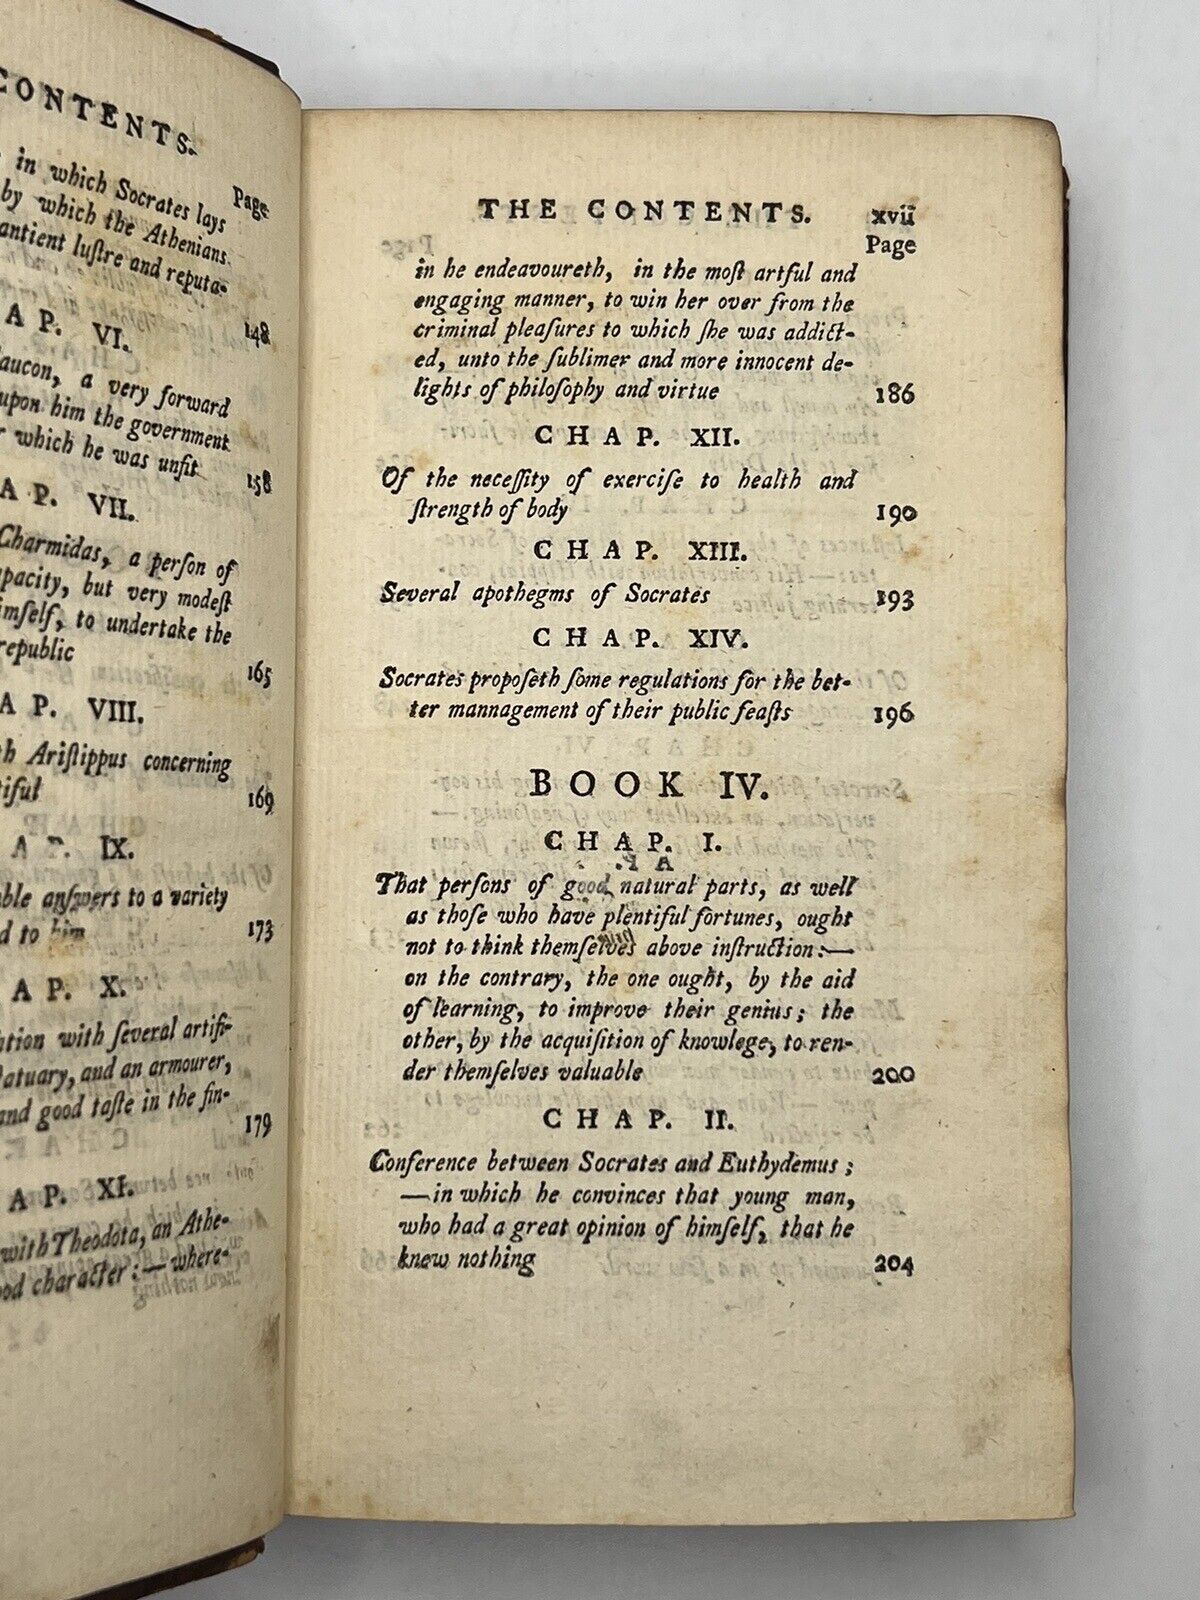 CONTENTS.
Page
in which Socrates lays
by which the Athenians
antient luſtre and reputa-
148
AP. VI.
laucon, a very forward
upon him the government
which he was unfit
158
AP. VII.
Charmidas, a perſon of
apacity, but very modeſt
imſelf, to undertake the
republic
165
AP. VIII.
th Ariſtippus concerning
tiful
169
AP. IX.
ble anſwers to a variety
d to him
173
AP. X.
tion with ſeveral artifi-
ſtatuary, and an armourer,
and good taſte in the fin-
179
AP. XI.
with Theodota, an Athe-
ood character:—where-
THE CONTENTS. xvii
Page
in he endeavoureth, in the moſt artful and
engaging manner, to win her over from the
criminal pleaſures to which ſhe was addict-
ed, unto the ſublimer and more innocent de-
lights of philoſophy and virtue 186
CHAP. XII.
Of the neceſſity of exerciſe to health and
ſtrength of body 190
CHAP. XIII.
Several apothegms of Socrates 193
CHAP. XIV.
Socrates propoſeth ſome regulations for the bet-
ter mannagement of their public feaſts 196
BOOK IV.
CHAP. I.
That perſons of good natural parts, as well
as thoſe who have plentiful fortunes, ought
not to think themſelves above inſtruction:—
on the contrary, the one ought, by the aid
of learning, to improve their genius; the
other, by the acquiſition of knowlege, to ren-
der themſelves valuable 200
CHAP. II.
Conference between Socrates and Euthydemus;
—in which he convinces that young man,
who had a great opinion of himſelf, that he
knew nothing 204